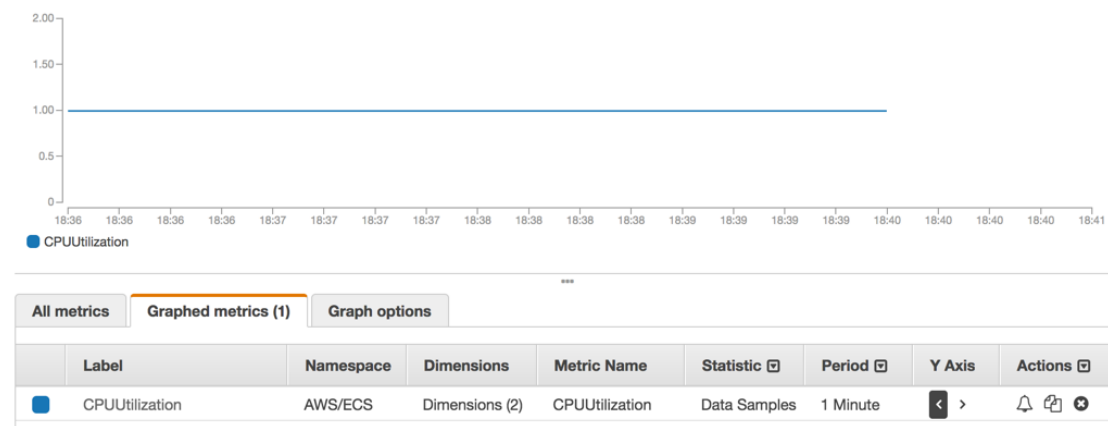 2.00
1.50
1.00
0.5
0
18:36 18:36 18:36 18:36 18:37 18:37 18:37 18:37 18:38 18:38 18:38 18:38 18:39 18:39 18:39 18:39 18:40 18:40 18:40 18:40 18:41
CPUUtilization
All metrics Graphed metrics (1) Graph options
Label Namespace Dimensions Metric Name Statistic Period Y Axis Actions
CPUUtilization AWS/ECS Dimensions (2) CPUUtilization Data Samples 1 Minute < >